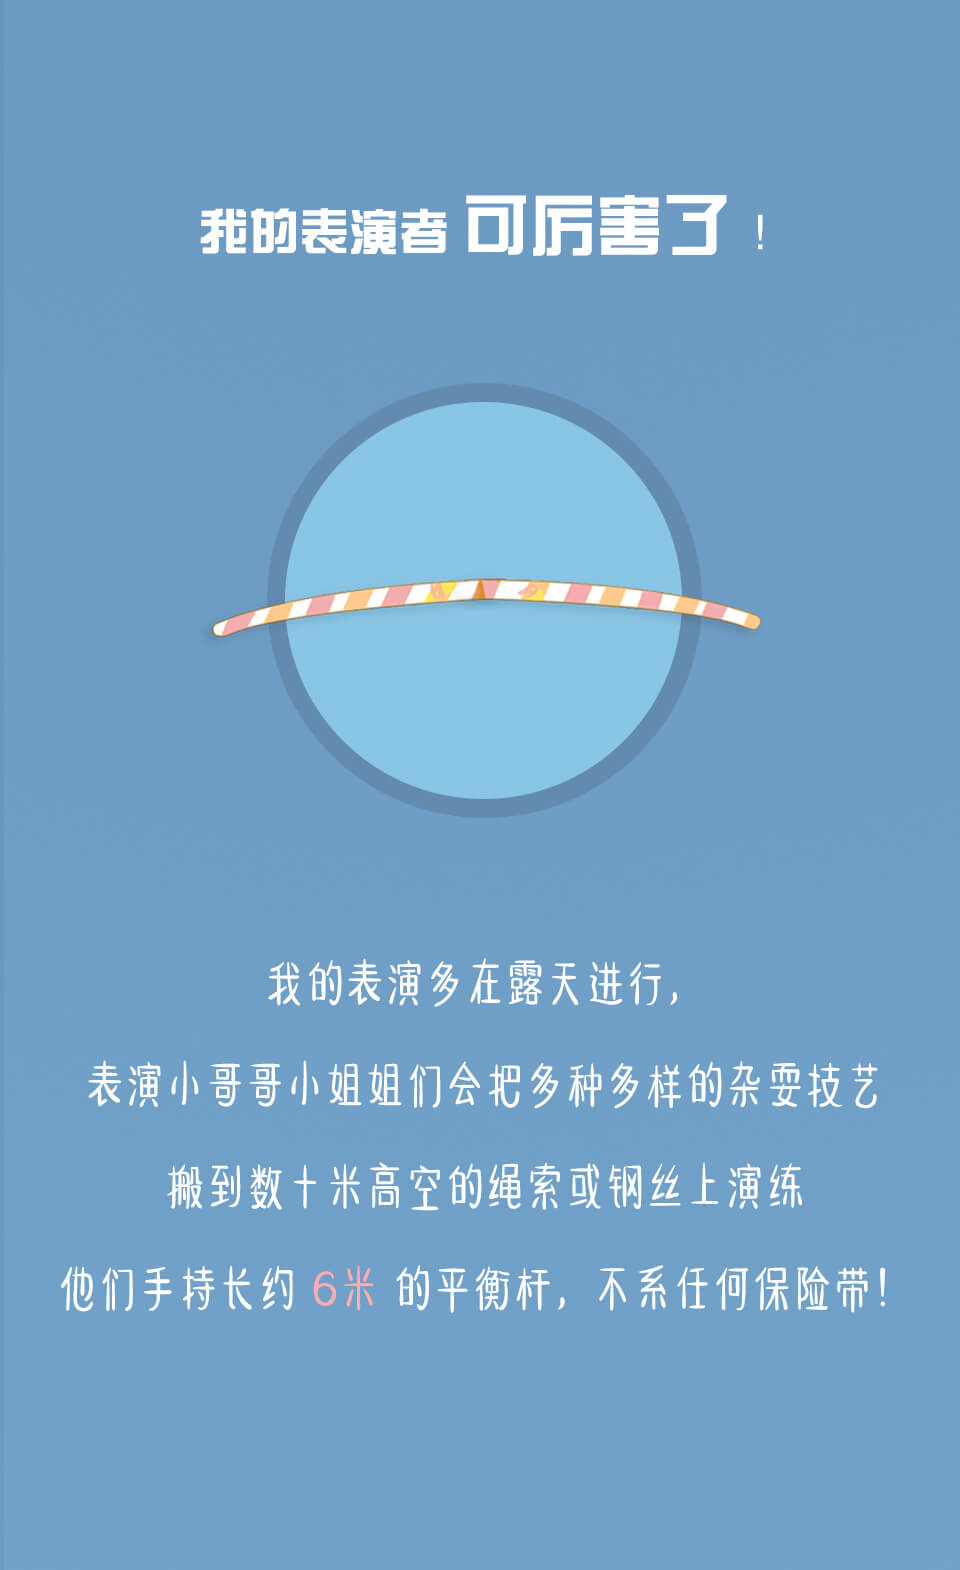 我的表演者 可厉害了！
我的表演多在露天进行，
表演小哥哥小姐姐们会把多种多样的杂耍技艺
搬到数十米高空的绳索或钢丝上演练
他们手持长约 6米 的平衡杆，不系任何保险带！